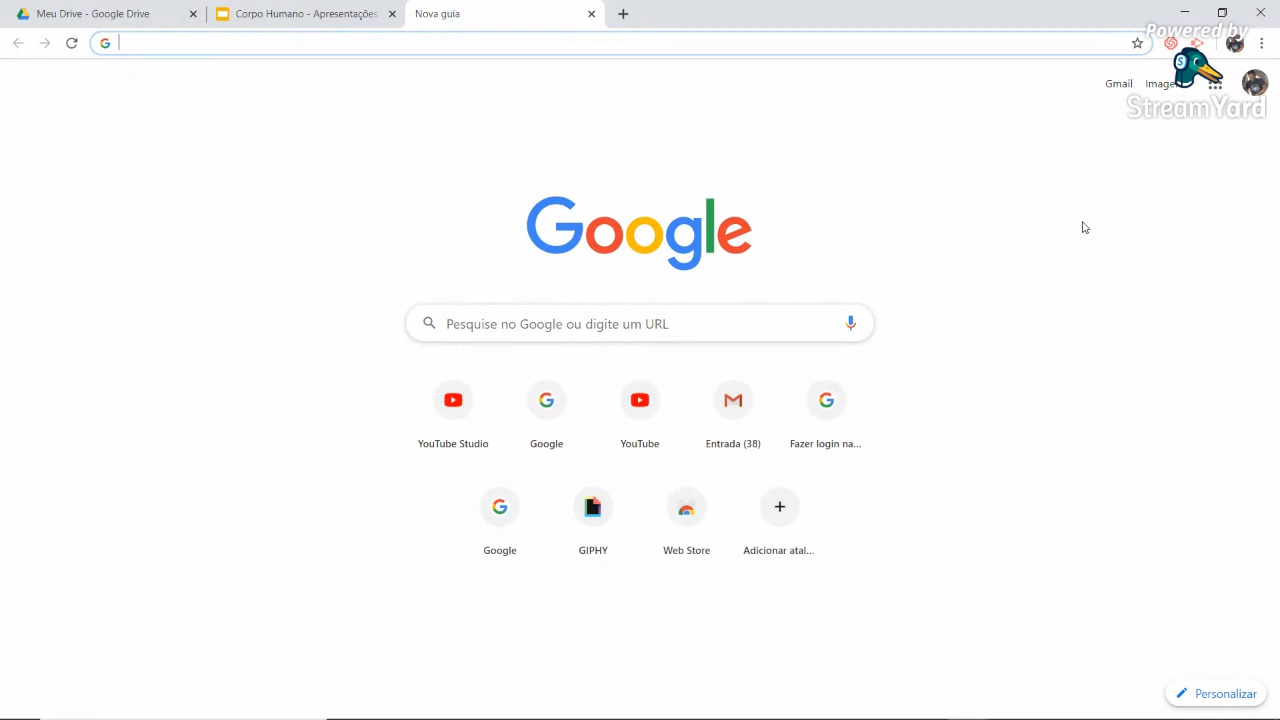 Meu Drive - Google Drive
Corpo Humano - Apresentações
Nova guia
Powered by
StreamYard
Gmail
Google
Pesquise no Google ou digite um URL
YouTube Studio
Google
YouTube
Entrada (38)
Fazer login na...
Google
GIPHY
Web Store
Adicionar atal...
Personalizar